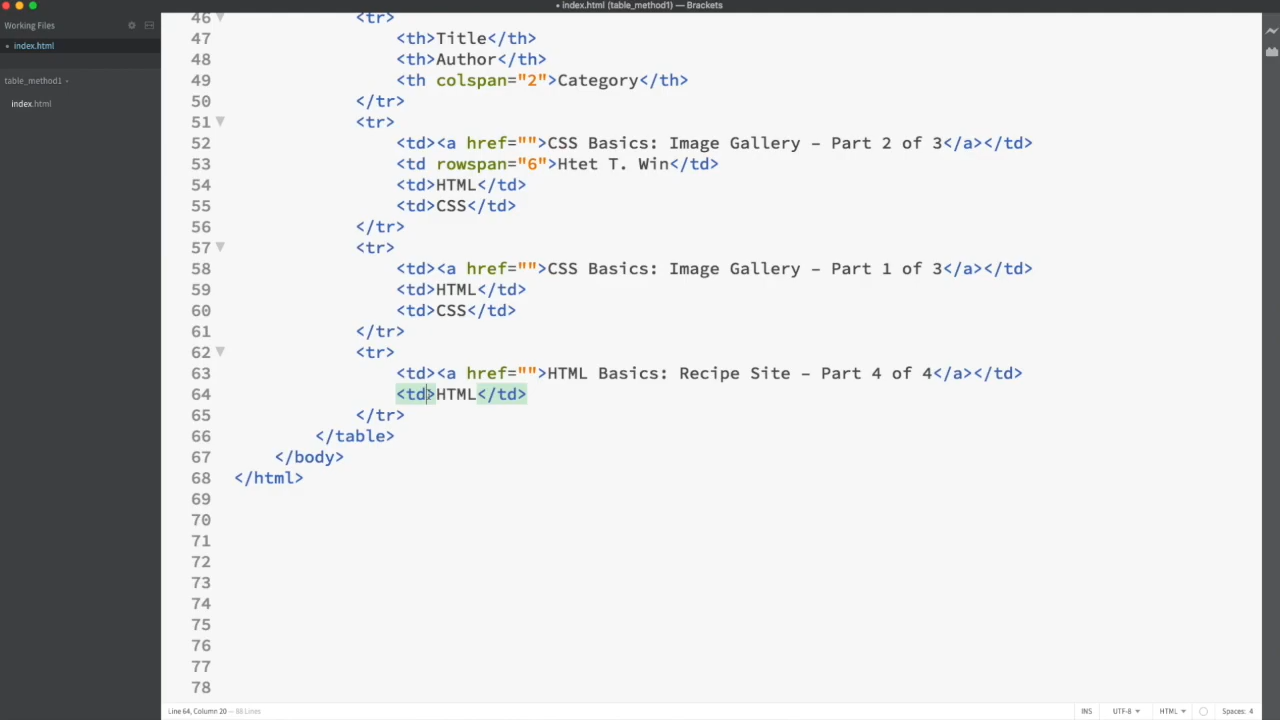 • index.html (table_method1) — Brackets
Working Files
• index.html
table_method1
index.html
46 <tr>
47 <th>Title</th>
48 <th>Author</th>
49 <th colspan="2">Category</th>
50 </tr>
51 <tr>
52 <td><a href="">CSS Basics: Image Gallery – Part 2 of 3</a></td>
53 <td rowspan="6">Htet T. Win</td>
54 <td>HTML</td>
55 <td>CSS</td>
56 </tr>
57 <tr>
58 <td><a href="">CSS Basics: Image Gallery – Part 1 of 3</a></td>
59 <td>HTML</td>
60 <td>CSS</td>
61 </tr>
62 <tr>
63 <td><a href="">HTML Basics: Recipe Site – Part 4 of 4</a></td>
64 <td>HTML</td>
65 </tr>
66 </table>
67 </body>
68 </html>
69
70
71
72
73
74
75
76
77
78
Line 64, Column 20 — 88 Lines
INS UTF-8 HTML Spaces: 4